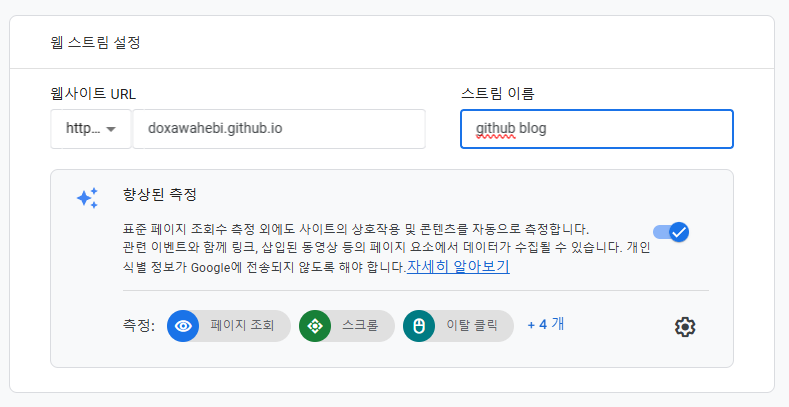 웹 스트림 설정
웹사이트 URL
스트림 이름
http...
doxawahebi.github.io
github blog
향상된 측정
표준 페이지 조회수 측정 외에도 사이트의 상호작용 및 콘텐츠를 자동으로 측정합니다.
관련 이벤트와 함께 링크, 삽입된 동영상 등의 페이지 요소에서 데이터가 수집될 수 있습니다. 개인
식별 정보가 Google에 전송되지 않도록 해야 합니다.자세히 알아보기
측정: 페이지 조회 스크롤 이탈 클릭 + 4 개